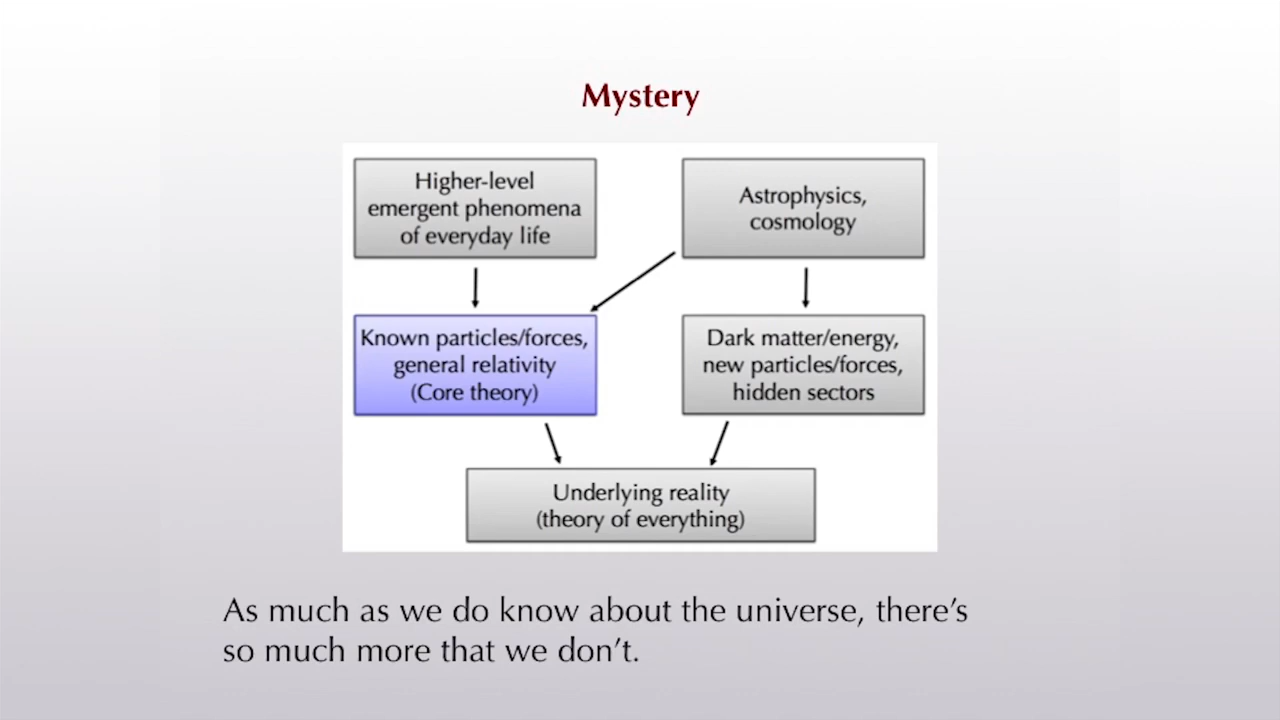 Mystery
Higher-level
emergent phenomena
of everyday life
Astrophysics,
cosmology
Known particles/forces,
general relativity
(Core theory)
Dark matter/energy,
new particles/forces,
hidden sectors
Underlying reality
(theory of everything)
As much as we do know about the universe, there’s
so much more that we don’t.